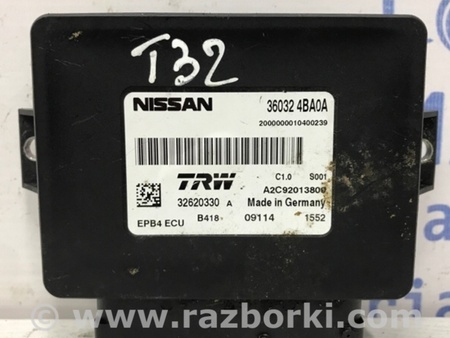 T32
NISSAN 36032 4BA0A
2000000010400239
TRW C1.0 S001
A2C92013800
32620330 A Made in Germany
EPB4 ECU B418 09114 1552
www.razborki.com